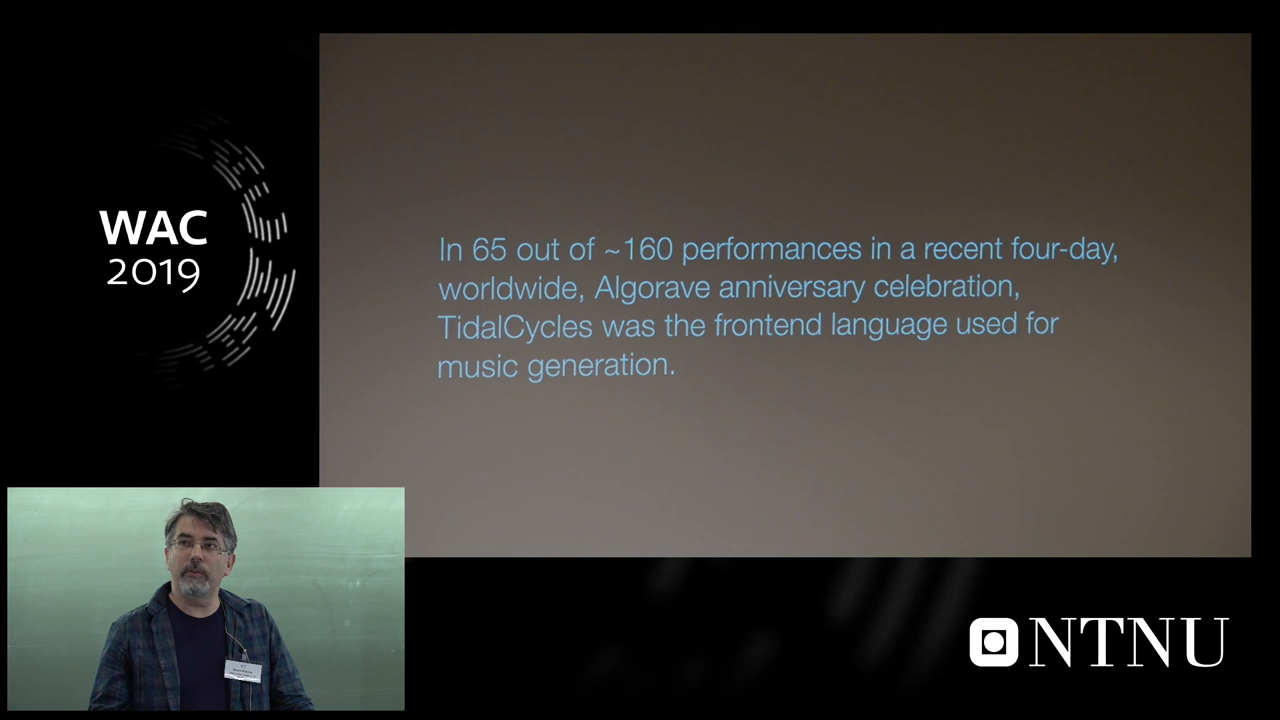 WAC
2019
In 65 out of ~160 performances in a recent four-day,
worldwide, Algorave anniversary celebration,
TidalCycles was the frontend language used for
music generation.
NTNU